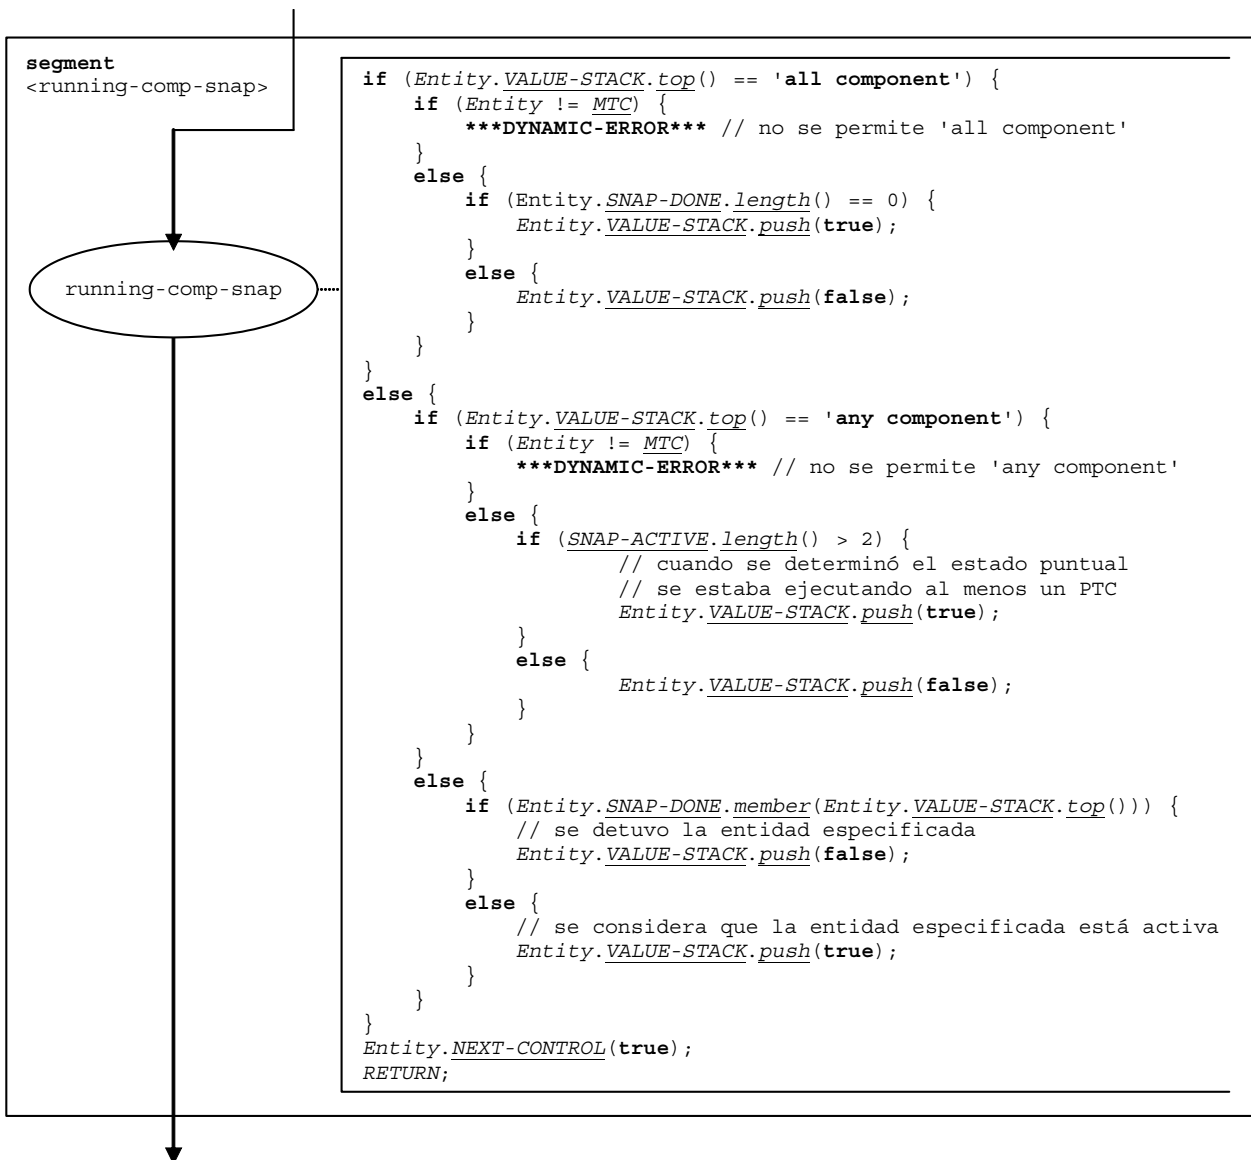 segment
<running-comp-snap>
running-comp-snap
if (Entity.VALUE-STACK.top() == 'all component') {
    if (Entity != MTC) {
        ***DYNAMIC-ERROR*** // no se permite 'all component'
    }
    else {
        if (Entity.SNAP-DONE.length() == 0) {
            Entity.VALUE-STACK.push(true);
        }
        else {
            Entity.VALUE-STACK.push(false);
        }
    }
}
else {
    if (Entity.VALUE-STACK.top() == 'any component') {
        if (Entity != MTC) {
            ***DYNAMIC-ERROR*** // no se permite 'any component'
        }
        else {
            if (SNAP-ACTIVE.length() > 2) {
                    // cuando se determinó el estado puntual
                    // se estaba ejecutando al menos un PTC
                    Entity.VALUE-STACK.push(true);
            }
            else {
                    Entity.VALUE-STACK.push(false);
            }
        }
    }
    else {
        if (Entity.SNAP-DONE.member(Entity.VALUE-STACK.top())) {
            // se detuvo la entidad especificada
            Entity.VALUE-STACK.push(false);
        }
        else {
            // se considera que la entidad especificada está activa
            Entity.VALUE-STACK.push(true);
        }
    }
}
Entity.NEXT-CONTROL(true);
RETURN;